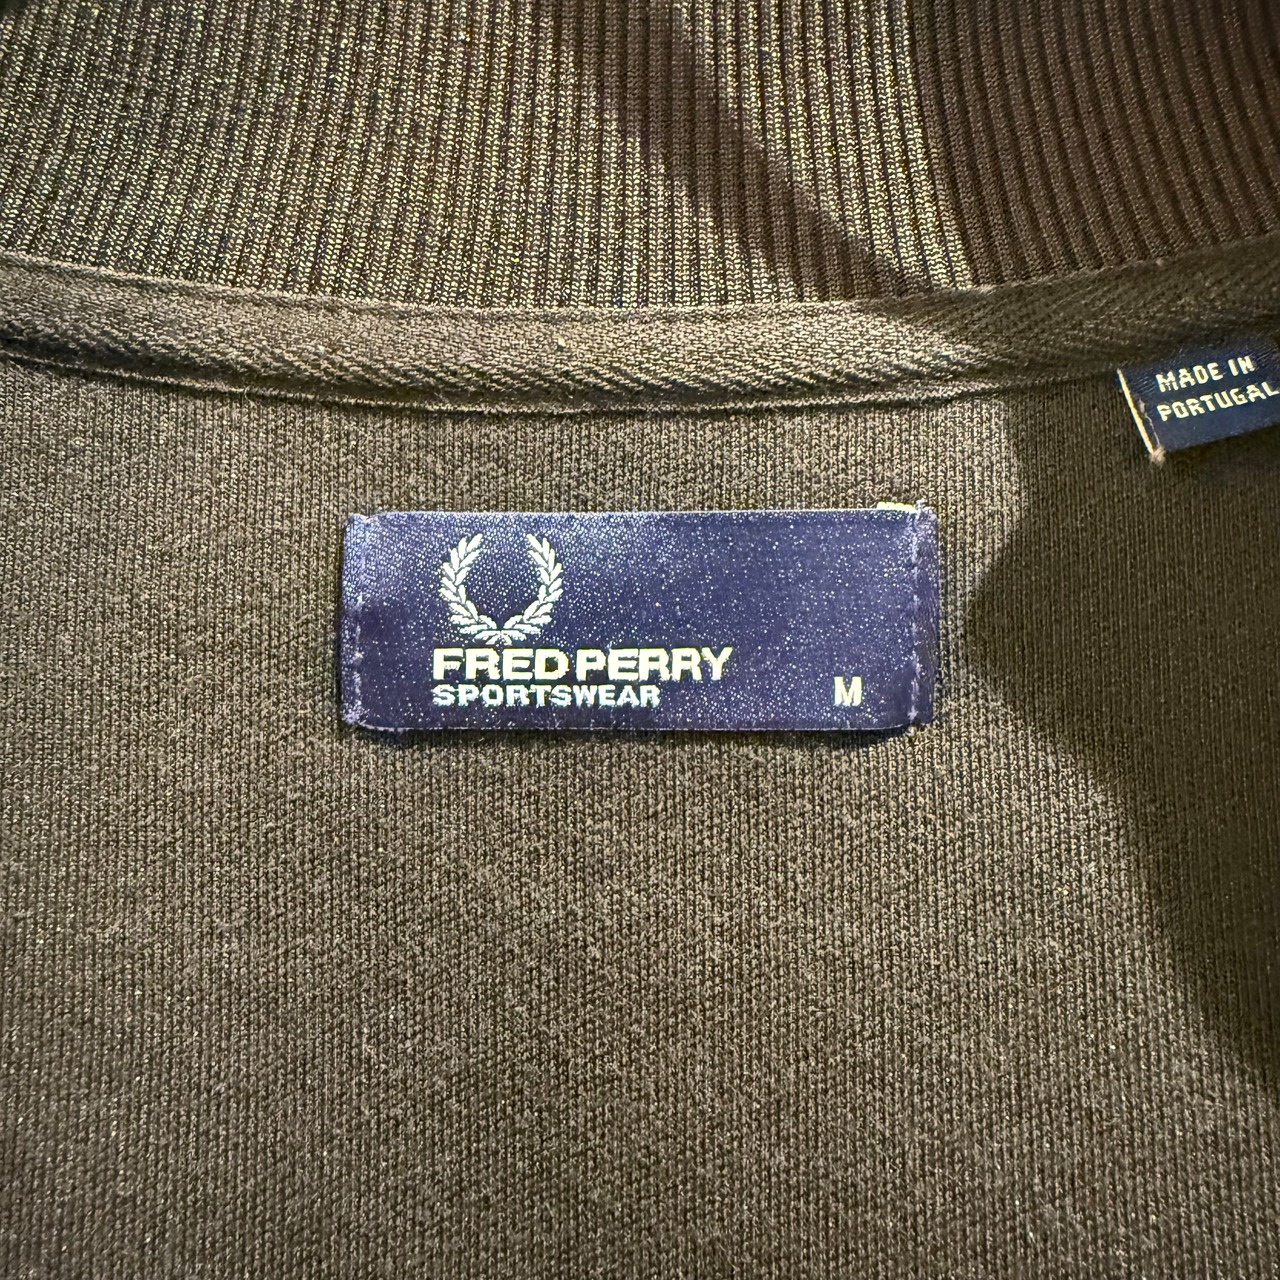 MADE IN
PORTUGAL
FRED PERRY
SPORTSWEAR
M